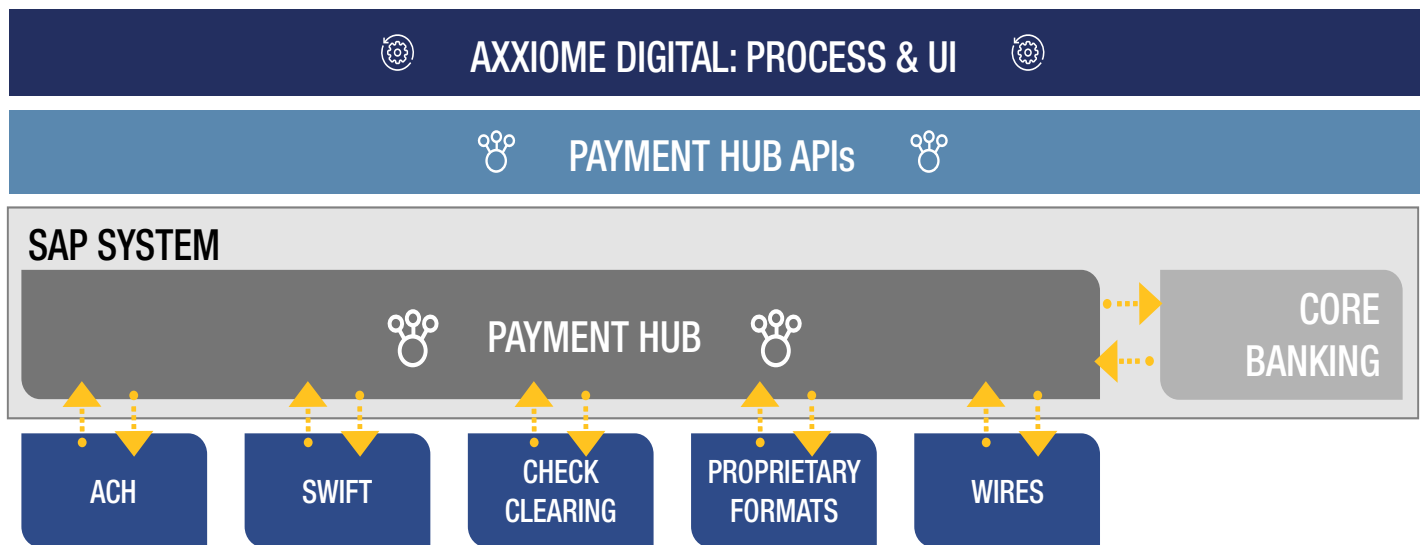 AXXIOME DIGITAL: PROCESS & UI
PAYMENT HUB APIs
SAP SYSTEM
PAYMENT HUB
CORE
BANKING
ACH
SWIFT
CHECK
CLEARING
PROPRIETARY
FORMATS
WIRES